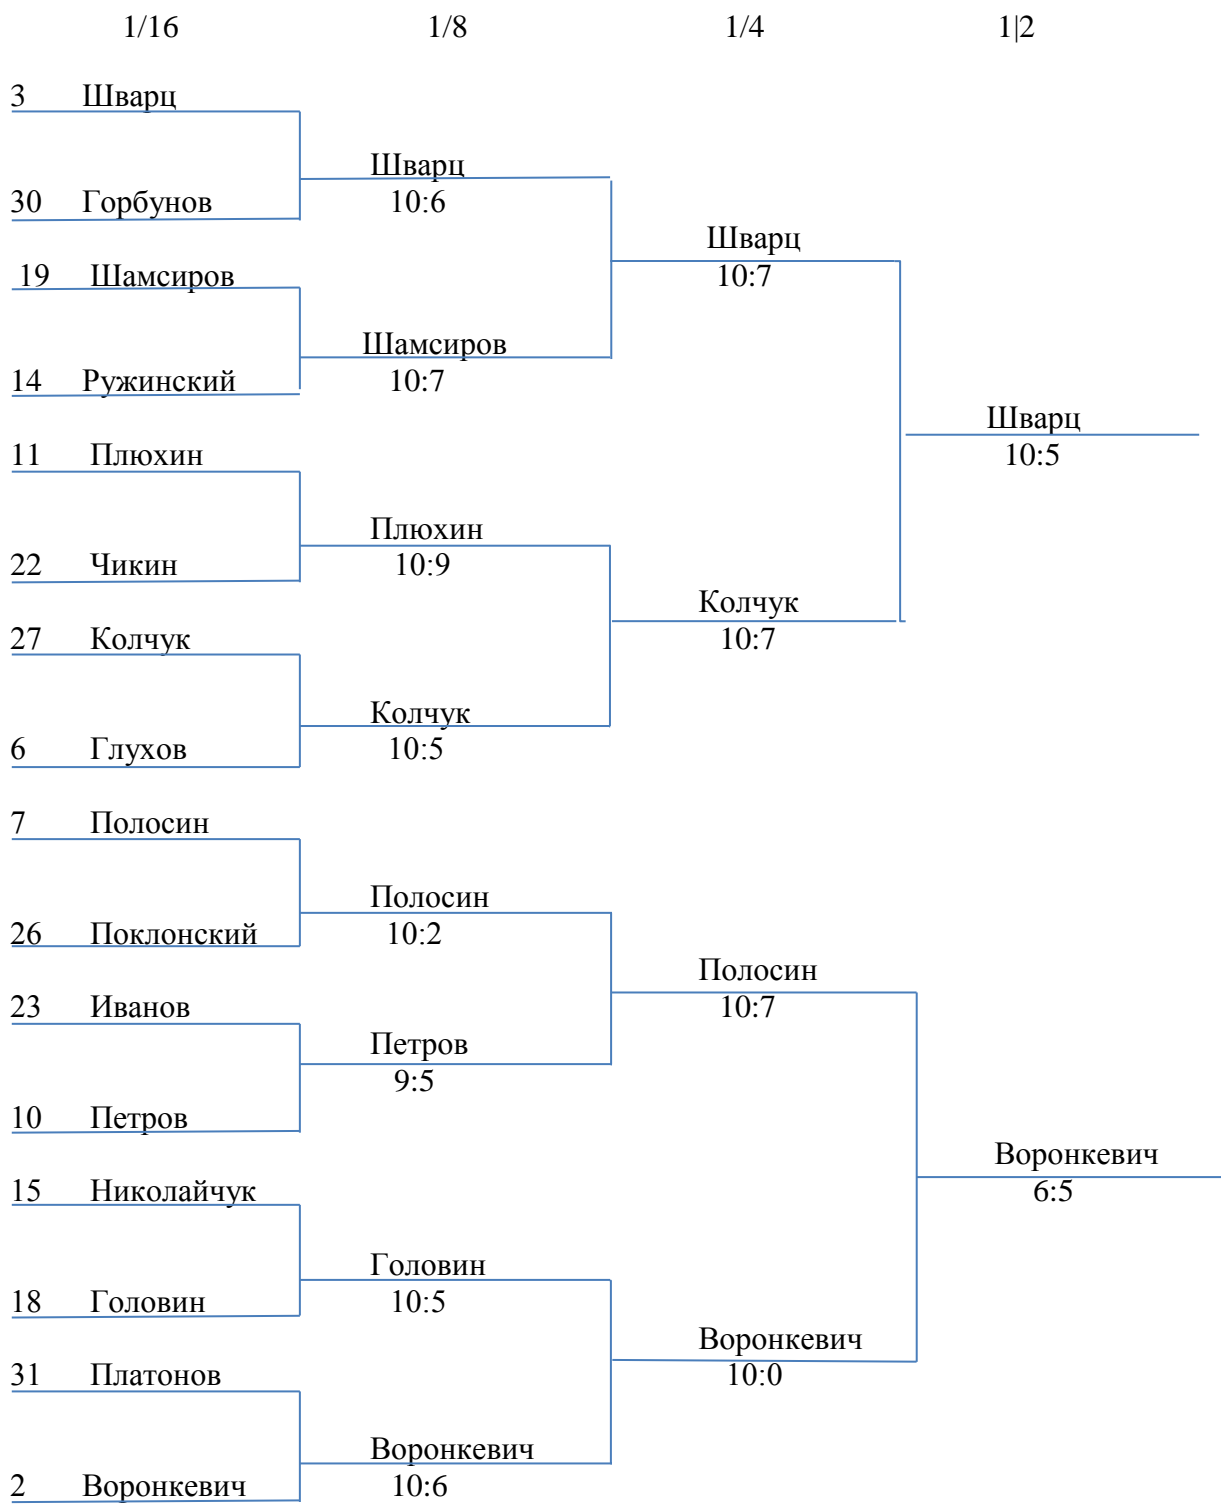 1/16 1/8 1/4 1|2
3 Шварц
Шварц
30 Горбунов 10:6
Шварц
19 Шамсиров 10:7
Шамсиров
14 Ружинский 10:7
Шварц
11 Плюхин 10:5
Плюхин
22 Чикин 10:9
Колчук
27 Колчук 10:7
Колчук
6 Глухов 10:5
7 Полосин
Полосин
26 Поклонский 10:2
Полосин
23 Иванов 10:7
Петров
9:5
10 Петров
Воронкевич
15 Николайчук 6:5
Головин
18 Головин 10:5
Воронкевич
31 Платонов 10:0
Воронкевич
2 Воронкевич 10:6